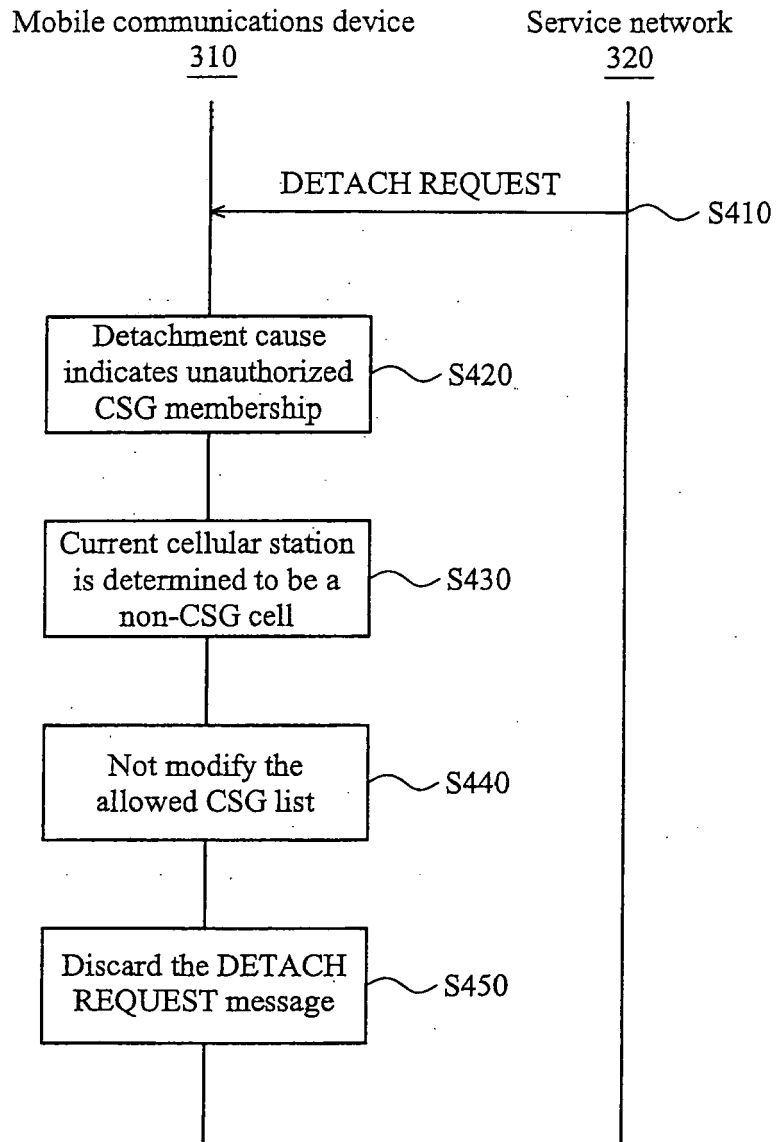 Mobile communications device
310
Service network
320
DETACH REQUEST
S410
Detachment cause
indicates unauthorized
CSG membership
S420
Current cellular station
is determined to be a
non-CSG cell
S430
Not modify the
allowed CSG list
S440
Discard the DETACH
REQUEST message
S450